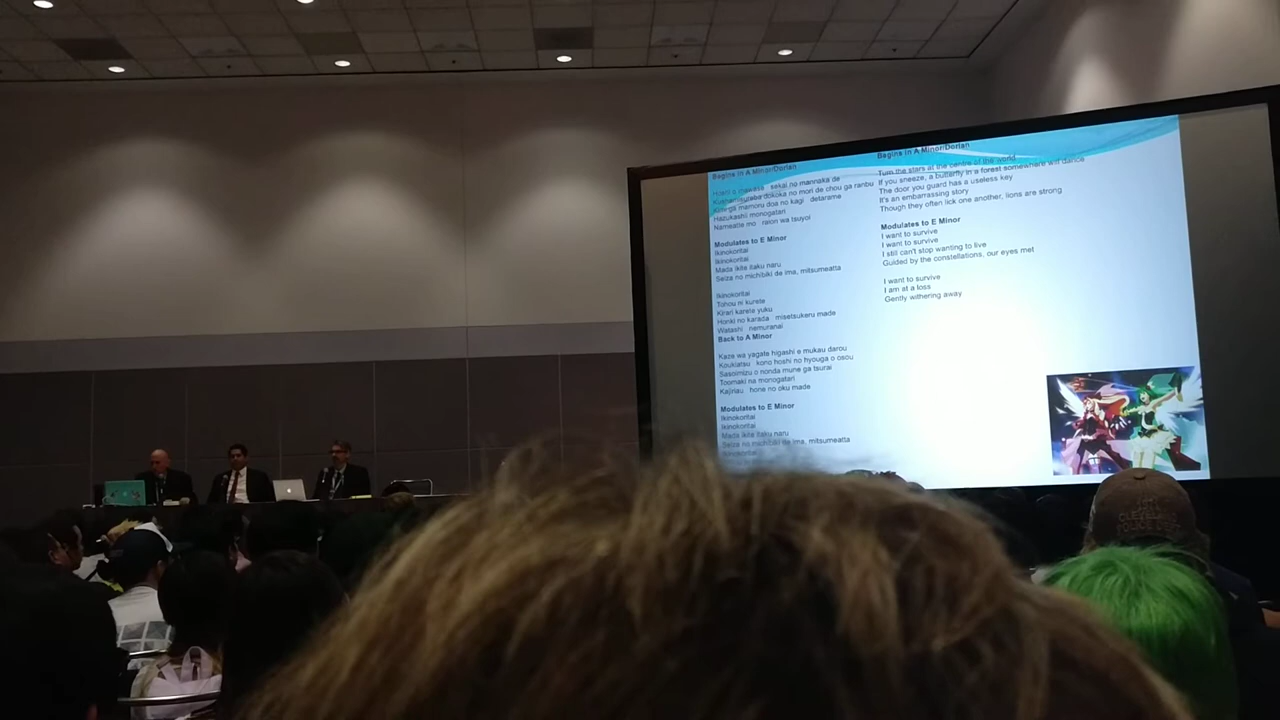 Begins in A Minor/Dorian
sekai no mannaka de
dokoka no mori de chou ga ranbu
Kimi ga mamoru doa no kagi detarame
Hazukashii monogatari
Nameatte mo raion wa tsuyoi
Modulates to E Minor
Ikinokoritai
Ikinokoritai
Mada ikite itaku naru
Seiza no michibiki de ima, mitsumeatta
Ikinokoritai
Tohou ni kurete
Kirari karete yuku
Honki no karada misetsukeru made
Watashi nemuranai
Back to A Minor
Kaze wa yagate higashi e mukau darou
Koukiatsu kono hoshi no hyouga o osou
Sasoimizu o nonda mune ga tsurai
Toomaki na monogatari
Kajiriau hone no oku made
Modulates to E Minor
Ikinokoritai
Ikinokoritai
Mada ikite itaku naru
Seiza no michibiki de ima, mitsumeatta
Ikinokoritai
Begins in A Minor/Dorian
Turn the stars at the centre of the world
If you sneeze, a butterfly in a forest somewhere will dance
The door you guard has a useless key
It's an embarrassing story
Though they often lick one another, lions are strong
Modulates to E Minor
I want to survive
I want to survive
I still can't stop wanting to live
Guided by the constellations, our eyes met
I want to survive
I am at a loss
Gently withering away